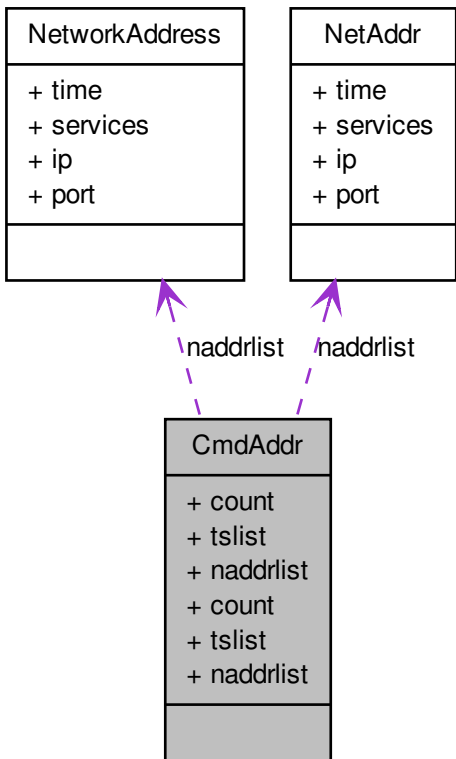 NetworkAddress
+ time
+ services
+ ip
+ port
NetAddr
+ time
+ services
+ ip
+ port
naddrlist
naddrlist
CmdAddr
+ count
+ tslist
+ naddrlist
+ count
+ tslist
+ naddrlist